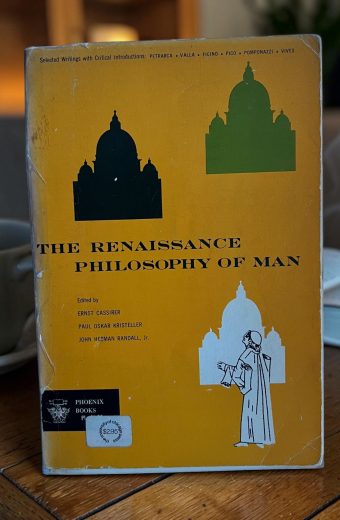 Selected Writings with Critical Introductions: PETRARCA • VALLA • FICINO • PICO • POMPONAZZI • VIVES
THE RENAISSANCE
PHILOSOPHY OF MAN
Edited by
ERNST CASSIRER
PAUL OSKAR KRISTELLER
JOHN HERMAN RANDALL, Jr.
PHOENIX
BOOKS
$2.95